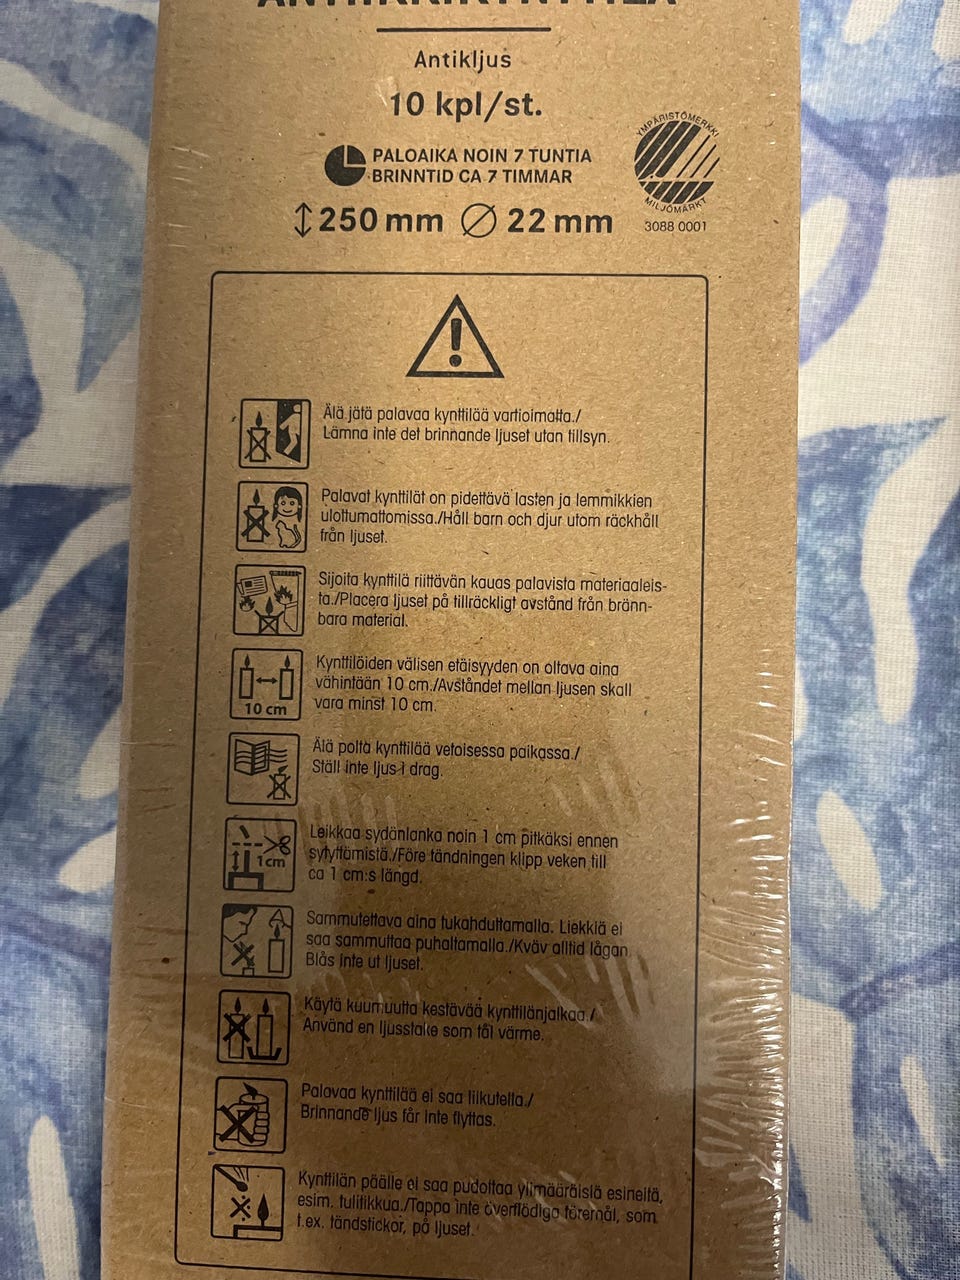 Antikljus
10 kpl/st.
PALOAIKA NOIN 7 TUNTIA
BRINNTID CA 7 TIMMAR
YMPÄRISTÖMERKKI
MILJÖMÄRKT
3088 0001
250 mm 22 mm
Älä jätä palavaa kynttilää vartioimatta./
Lämna inte det brinnande ljuset utan tillsyn.
Palavat kynttilät on pidettävä lasten ja lemmikkien
ulottumattomissa./Håll barn och djur utom räckhåll
från ljuset.
Sijoita kynttilä riittävän kauas palavista materiaaleis-
ta./Placera ljuset på tillräckligt avstånd från bränn-
bara material.
10 cm
Kynttilöiden välisen etäisyyden on oltava aina
vähintään 10 cm./Avståndet mellan ljusen skall
vara minst 10 cm.
Älä polta kynttilää vetoisessa paikassa./
Ställ inte ljus i drag.
1cm
Leikkaa sydänlanka noin 1 cm pitkäksi ennen
sytyttämistä./Före tändningen klipp veken till
ca 1 cm:s längd.
Sammutettava aina tukahduttamalla. Liekkiä ei
saa sammuttaa puhaltamalla./Kväv alltid lågan.
Blås inte ut ljuset.
Käytä kuumuutta kestävää kynttilänjalkaa./
Använd en ljusstake som tål värme.
Palavaa kynttilää ei saa liikutella./
Brinnande ljus får inte flyttas.
Kynttilän päälle ei saa pudottaa ylimääräisiä esineitä,
esim. tulitikkua./Tappa inte överflödiga föremål, som
t.ex. tändstickor, på ljuset.